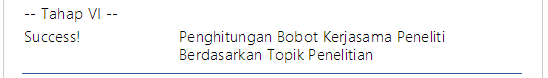 -- Tahap VI --
Success! Penghitungan Bobot Kerjasama Peneliti
Berdasarkan Topik Penelitian